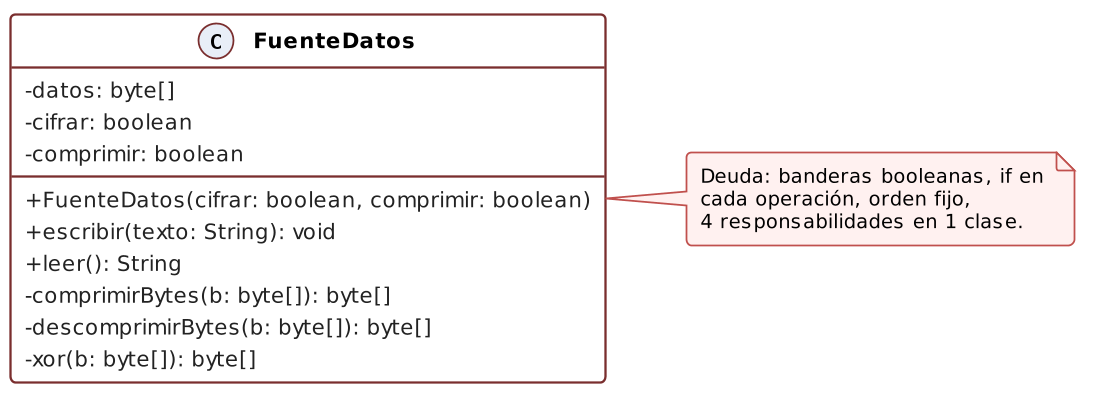 C FuenteDatos
-datos: byte[]
-cifrar: boolean
-comprimir: boolean
+FuenteDatos(cifrar: boolean, comprimir: boolean)
+escribir(texto: String): void
+leer(): String
-comprimirBytes(b: byte[]): byte[]
-descomprimirBytes(b: byte[]): byte[]
-xor(b: byte[]): byte[]
Deuda: banderas booleanas, if en
cada operación, orden fijo,
4 responsabilidades en 1 clase.